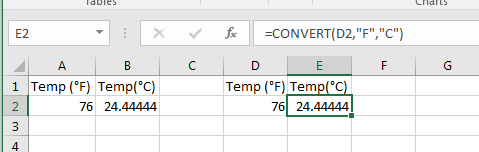 Tables Charts
E2 fx =CONVERT(D2,"F","C")
A B C D E F G
1 Temp (°F) Temp(°C) Temp (°F) Temp(°C)
2 76 24.44444 76 24.44444
3
4